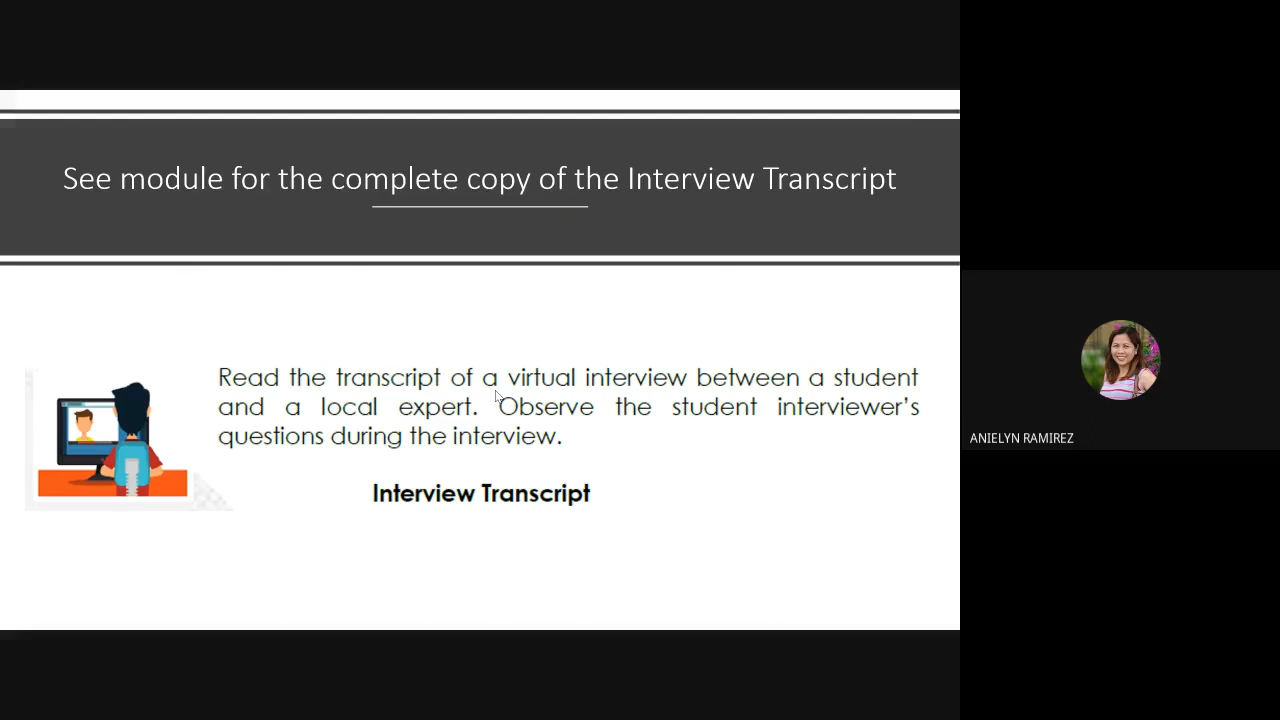 See module for the complete copy of the Interview Transcript
Read the transcript of a virtual interview between a student
and a local expert. Observe the student interviewer's
questions during the interview.
Interview Transcript
ANIELYN RAMIREZ